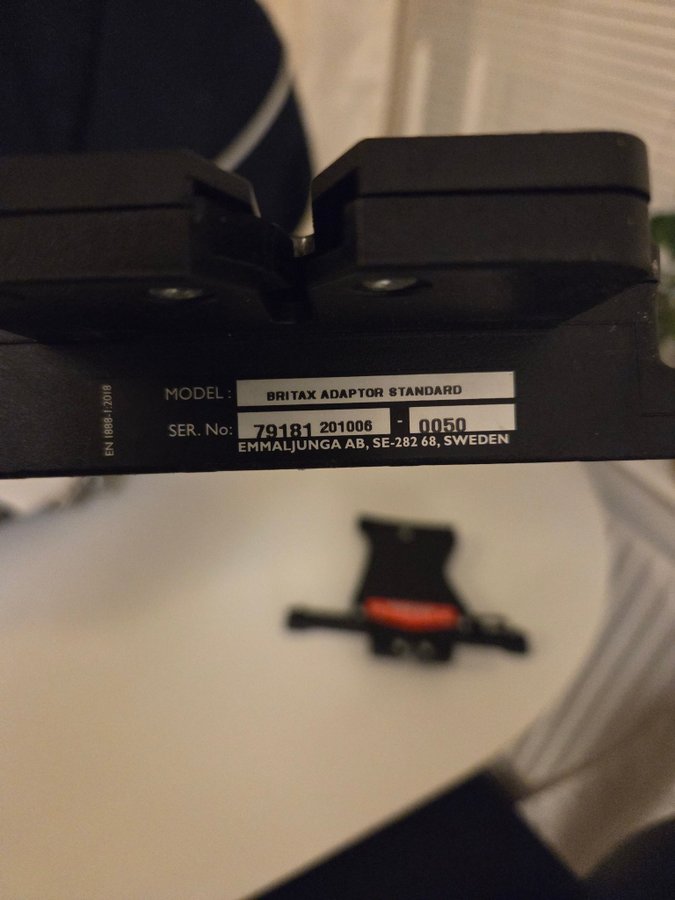 MODEL : BRITAX ADAPTOR STANDARD
SER. No: 79181 201006 - 0050
EMMALJUNGA AB, SE-282 68, SWEDEN
EN 1888-1:2018